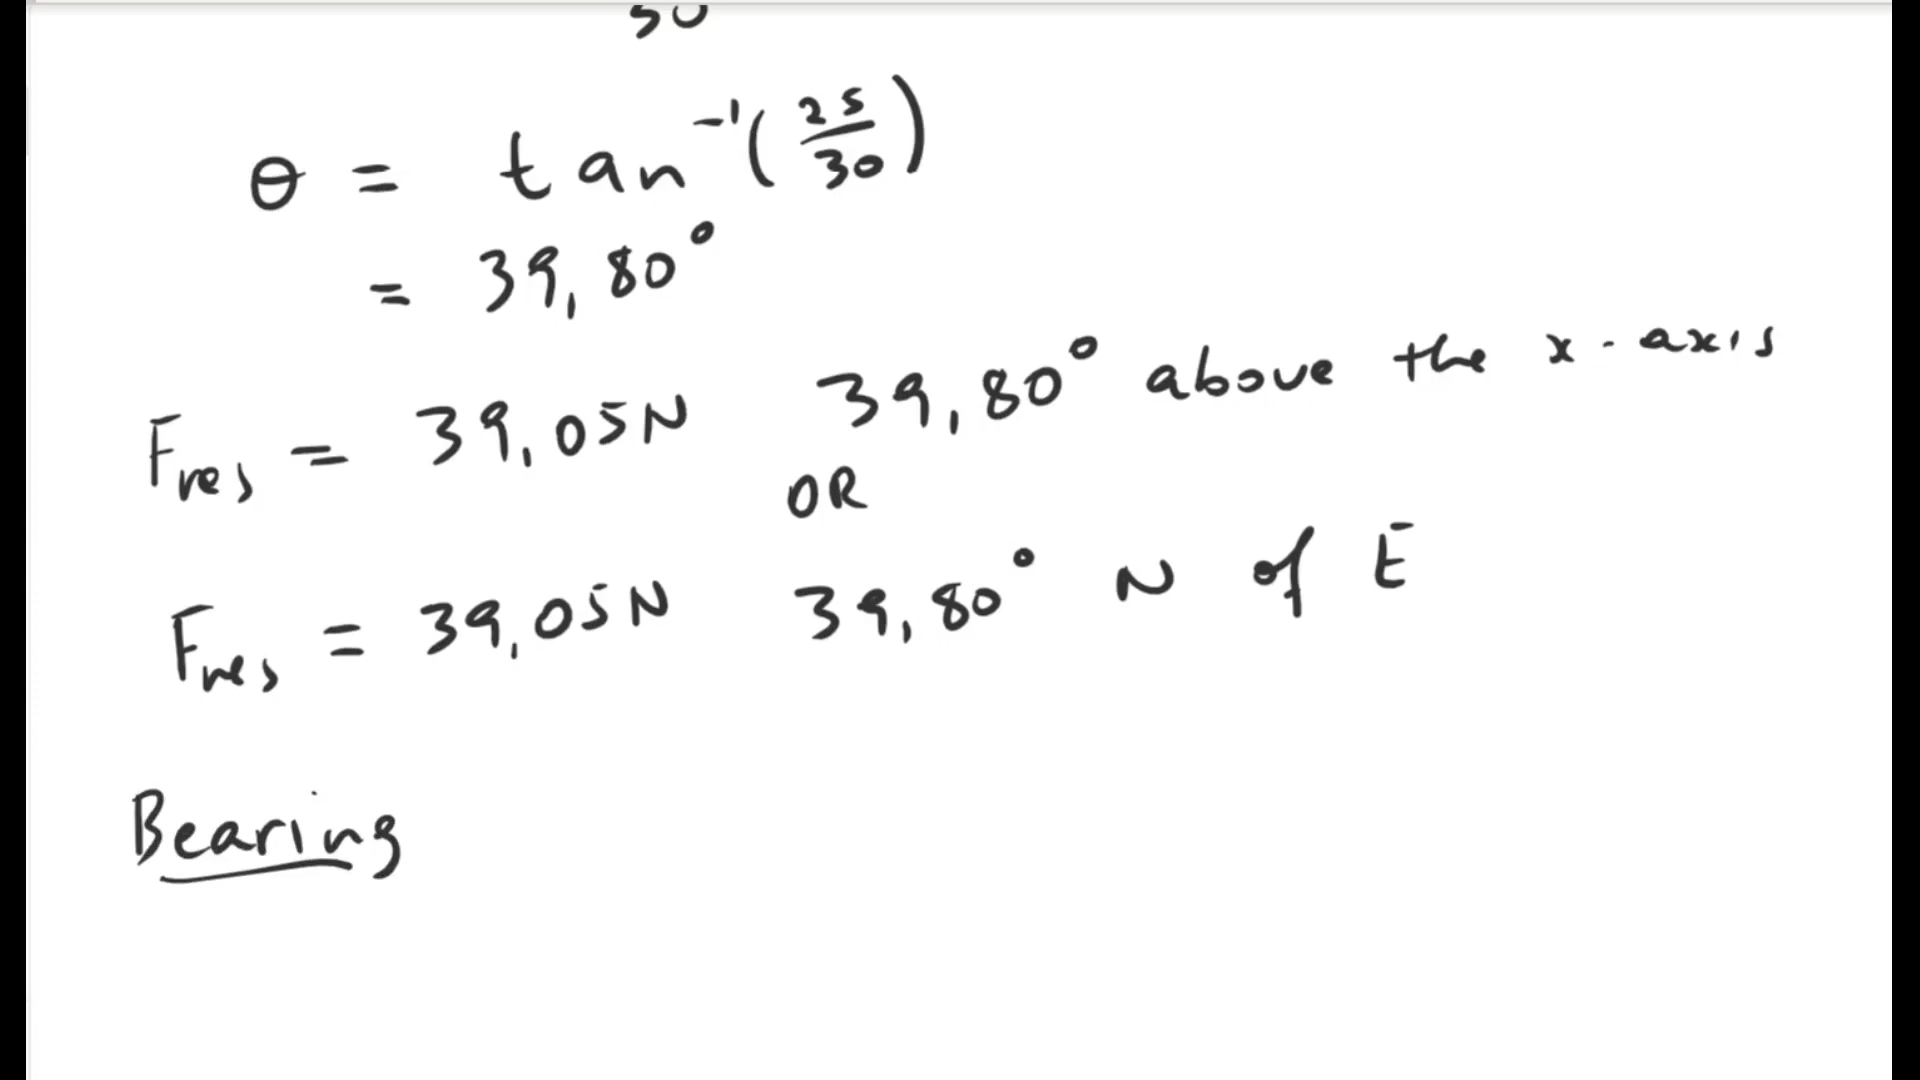 30
θ = tan⁻¹(25/30)
= 39,80°
Fres = 39,05N 39,80° above the x-axis
OR
Fres = 39,05N 39,80° N of E
Bearing